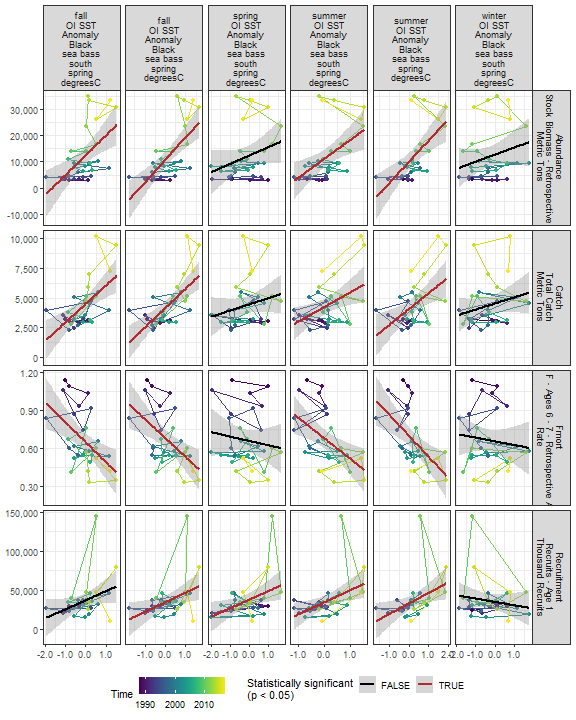 fall
OI SST
Anomaly
Black
sea bass
south
spring
degreesC
fall
OI SST
Anomaly
Black
sea bass
spring
degreesC
spring
OI SST
Anomaly
Black
sea bass
south
spring
degreesC
summer
OI SST
Anomaly
Black
sea bass
south
spring
degreesC
summer
OI SST
Anomaly
Black
sea bass
spring
degreesC
winter
OI SST
Anomaly
Black
sea bass
south
spring
degreesC
30,000
20,000
10,000
0
-10,000
Abundance
Stock Biomass - Retrospective
Metric Tons
10,000
7,500
5,000
2,500
0
Catch
Total Catch
Metric Tons
1.20
0.90
0.60
0.30
Fmort
F - Ages 6 - 7 - Retrospective A
Rate
150,000
100,000
50,000
0
Recruitment
Recruits - Age 1
Thousand Recruits
-2.0 -1.0 0.0 1.0
-1.0 0.0 1.0
-2.0 -1.0 0.0 1.0
-1.0 0.0 1.0
-1.0 0.0 1.0
-1.0 0.0 1.0
Time
1990 2000 2010
Statistically significant
(p < 0.05)
FALSE
TRUE